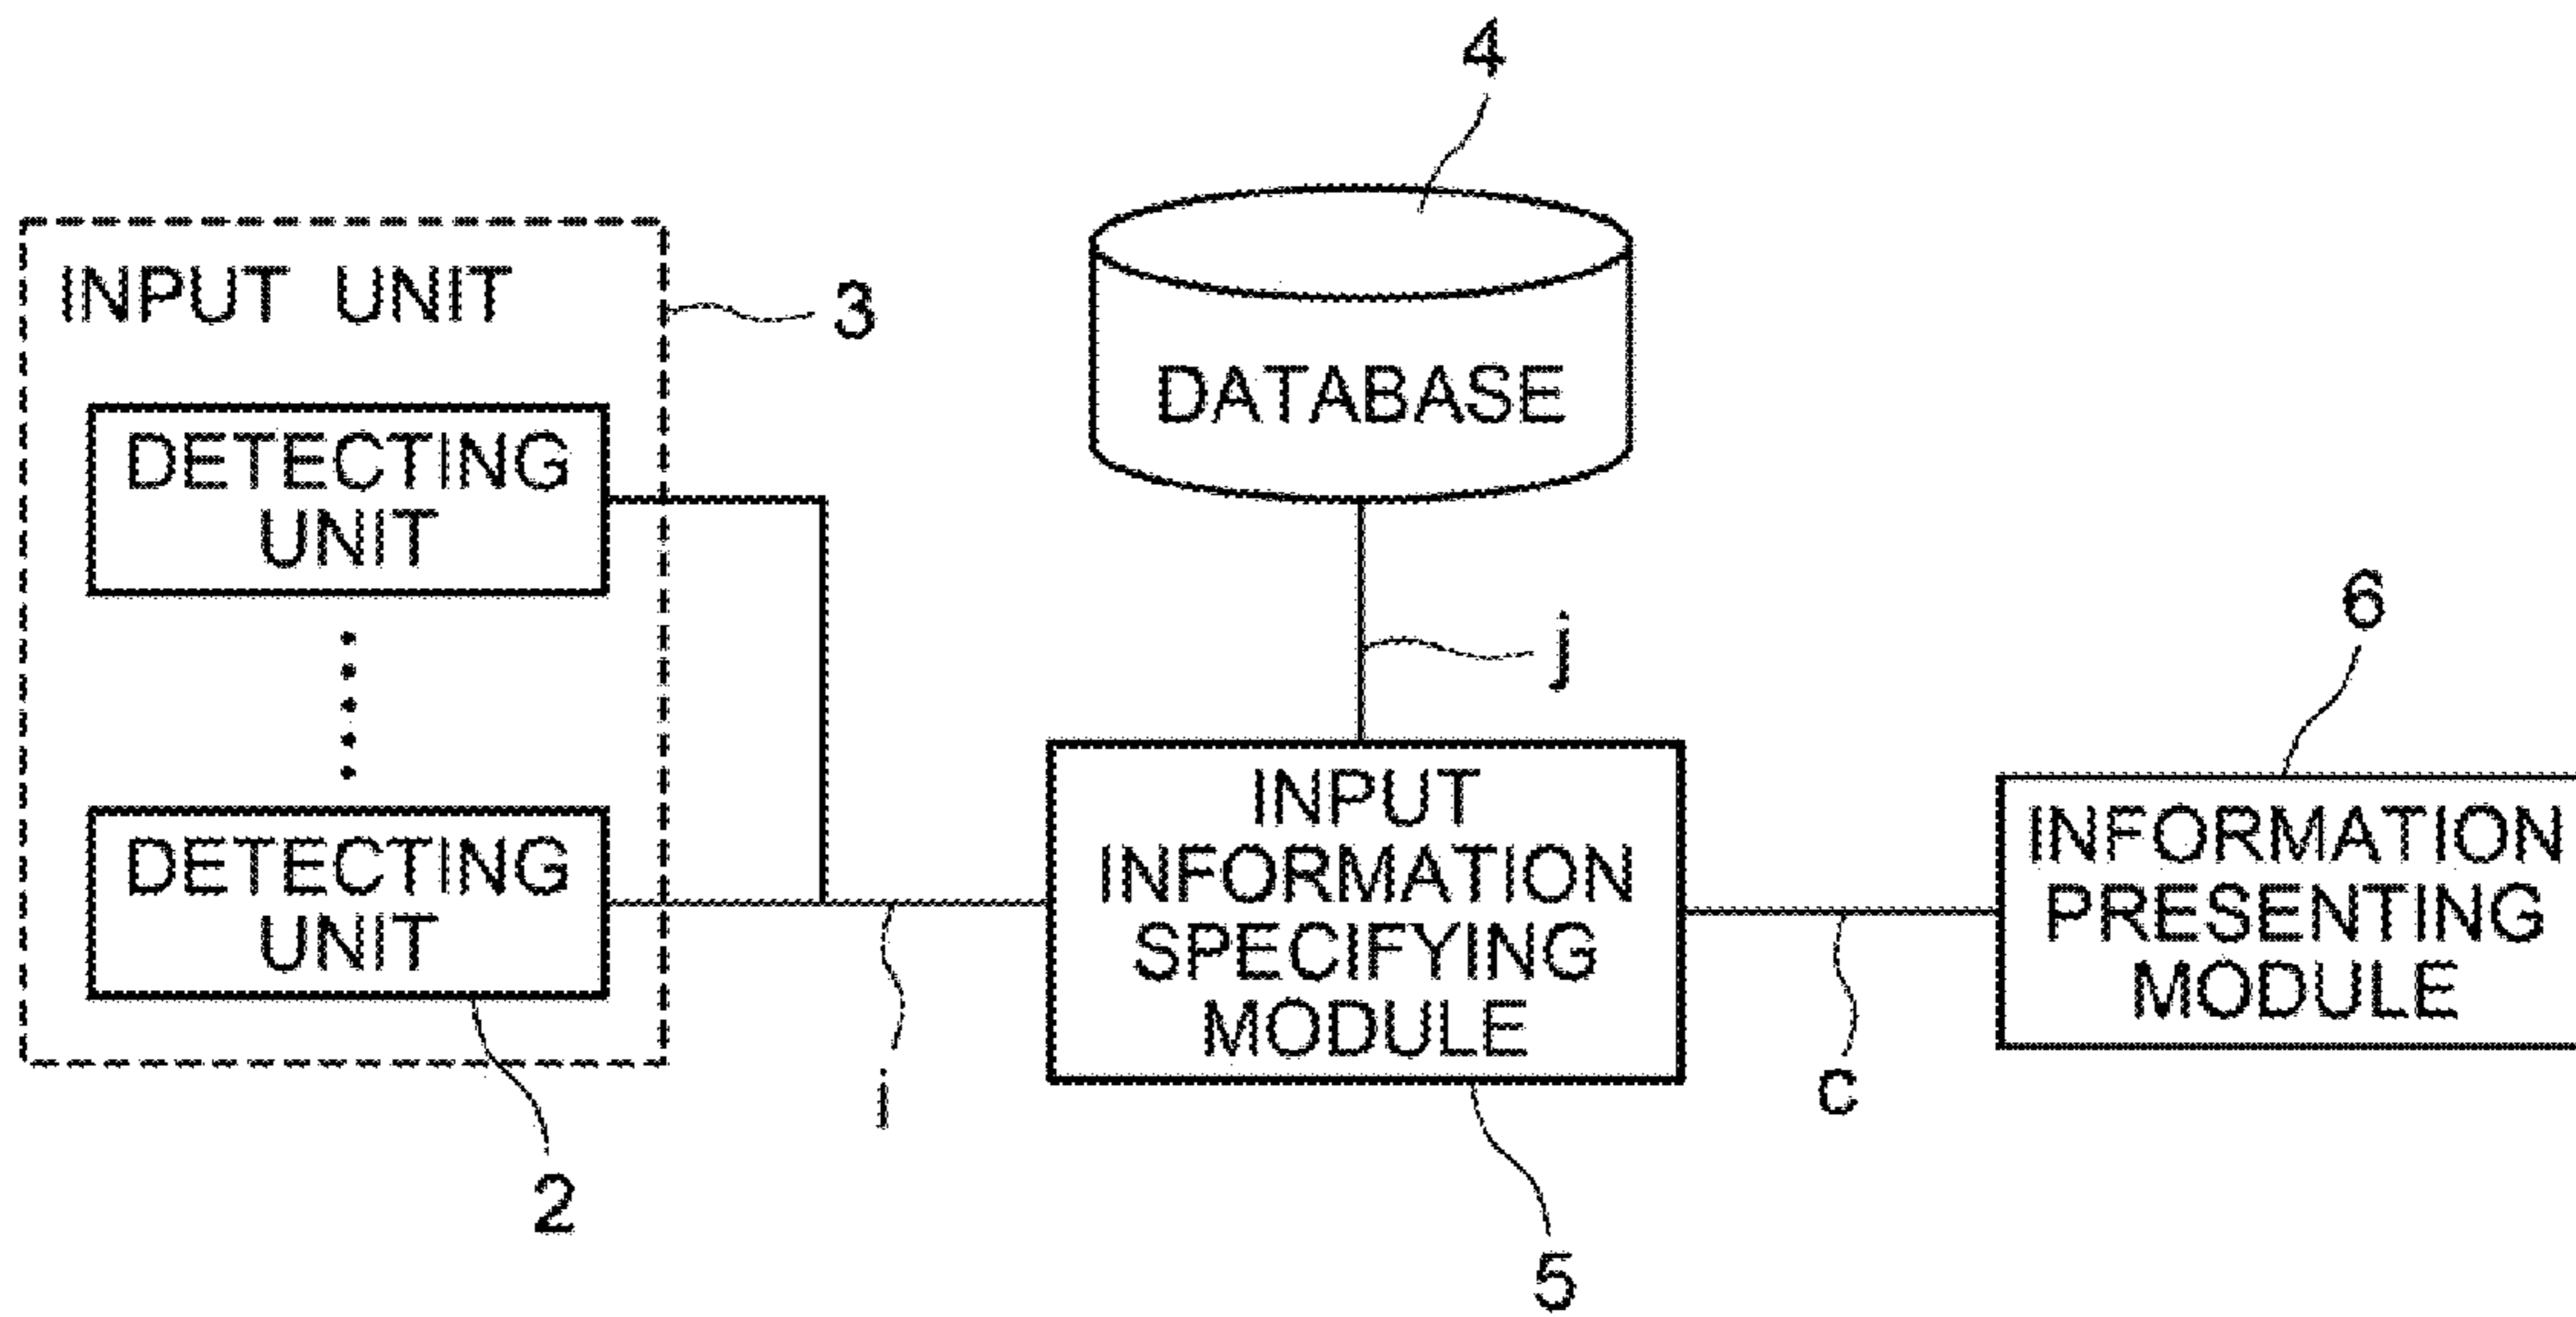 4
INPUT UNIT
3
DATABASE
DETECTING
UNIT
j
6
DETECTING
UNIT
INPUT
INFORMATION
SPECIFYING
MODULE
INFORMATION
PRESENTING
MODULE
i
c
2
5